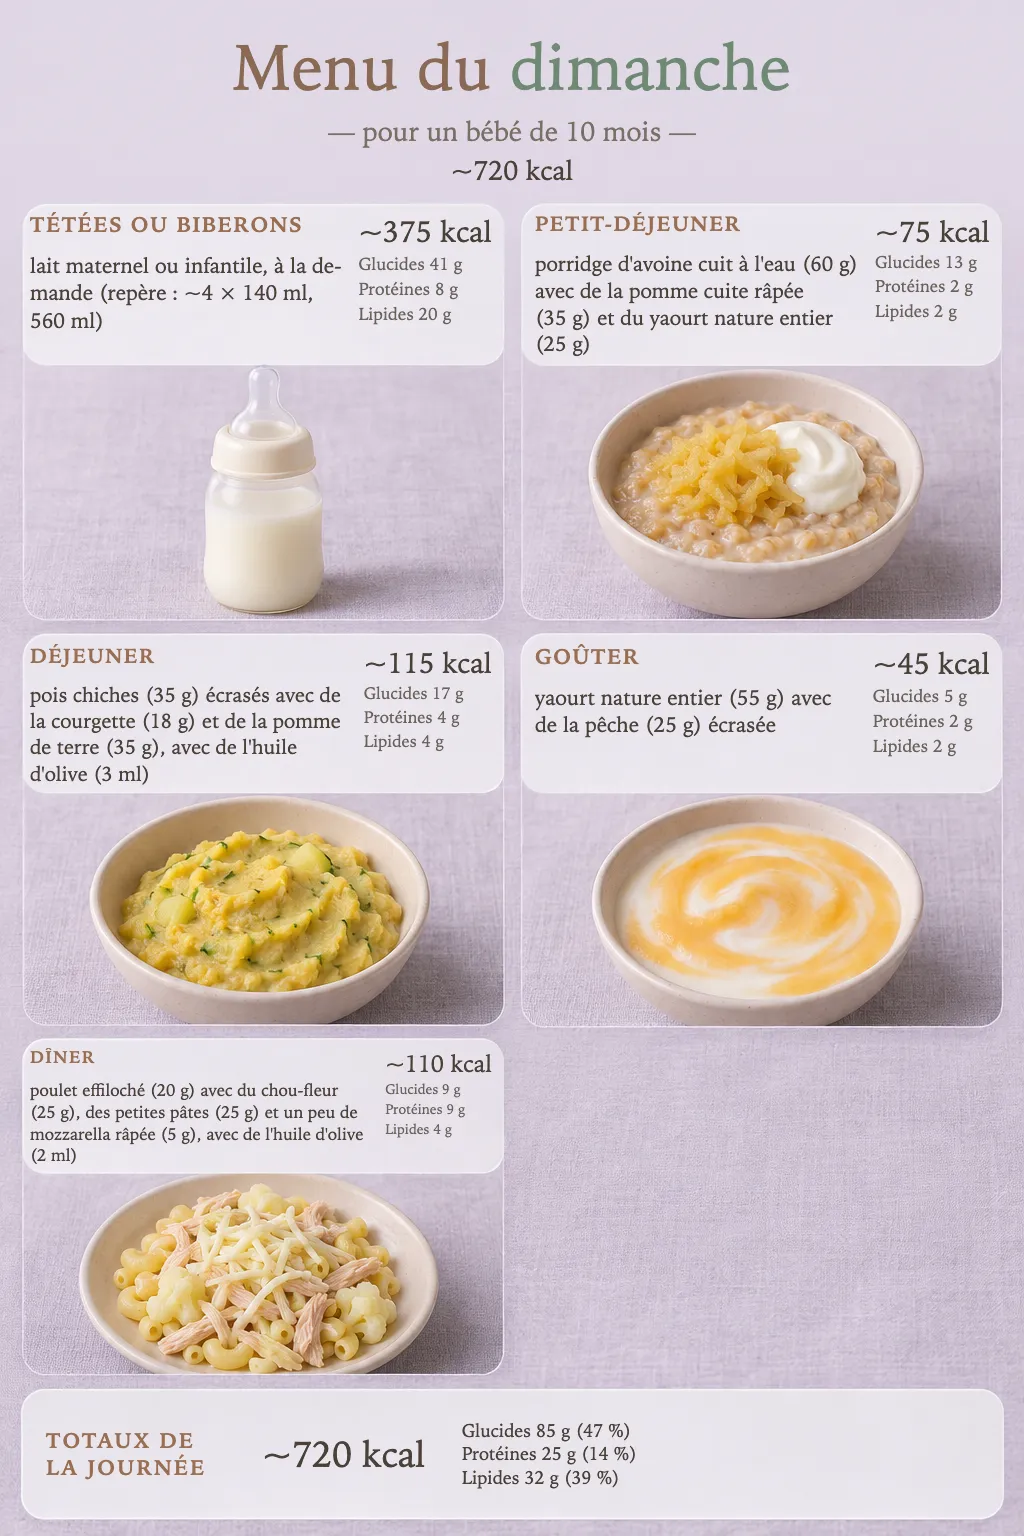 Menu du dimanche
— pour un bébé de 10 mois —
~720 kcal
TÉTÉES OU BIBERONS
~375 kcal
lait maternel ou infantile, à la de-
mande (repère : ~4 × 140 ml,
560 ml)
Glucides 41 g
Protéines 8 g
Lipides 20 g
PETIT-DÉJEUNER
~75 kcal
porridge d'avoine cuit à l'eau (60 g)
avec de la pomme cuite râpée
(35 g) et du yaourt nature entier
(25 g)
Glucides 13 g
Protéines 2 g
Lipides 2 g
DÉJEUNER
~115 kcal
pois chiches (35 g) écrasés avec de
la courgette (18 g) et de la pomme
de terre (35 g), avec de l'huile
d'olive (3 ml)
Glucides 17 g
Protéines 4 g
Lipides 4 g
GOÛTER
~45 kcal
yaourt nature entier (55 g) avec
de la pêche (25 g) écrasée
Glucides 5 g
Protéines 2 g
Lipides 2 g
DÎNER
~110 kcal
poulet effiloché (20 g) avec du chou-fleur
(25 g), des petites pâtes (25 g) et un peu de
mozzarella râpée (5 g), avec de l'huile d'olive
(2 ml)
Glucides 9 g
Protéines 9 g
Lipides 4 g
TOTAUX DE
LA JOURNÉE
~720 kcal
Glucides 85 g (47 %)
Protéines 25 g (14 %)
Lipides 32 g (39 %)